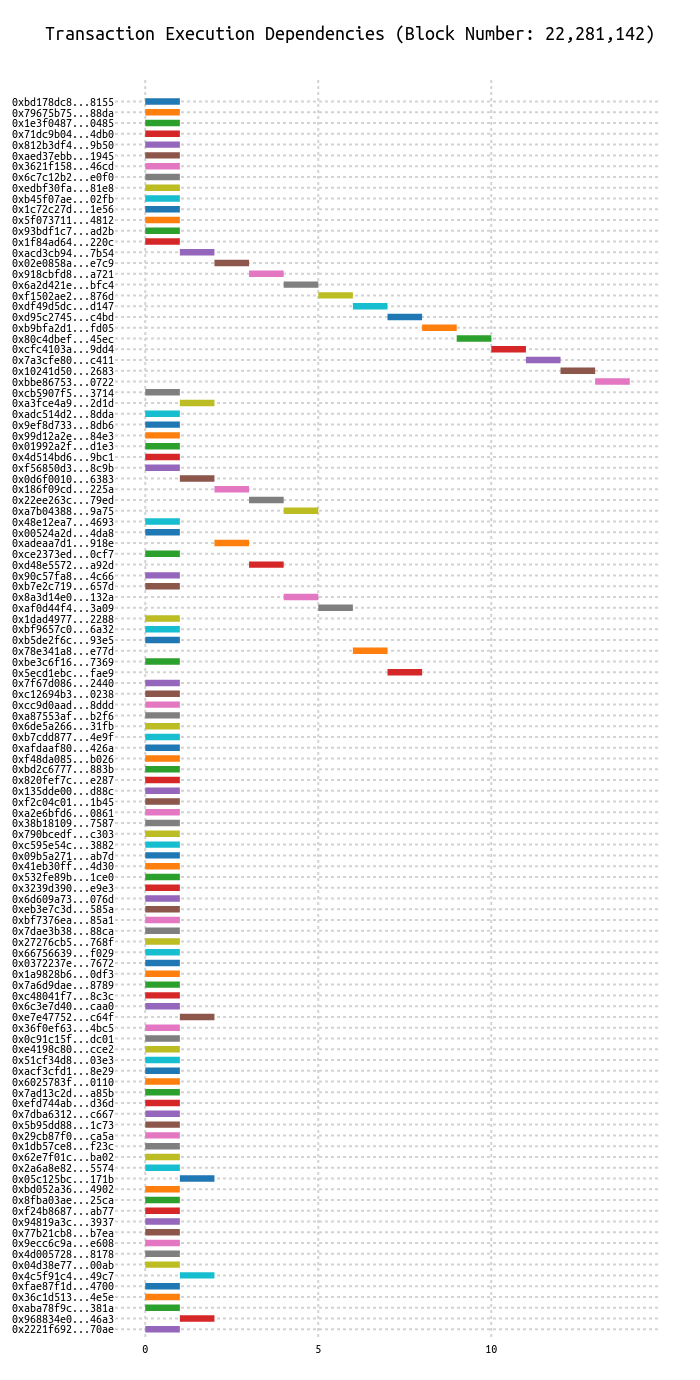 Transaction Execution Dependencies (Block Number: 22,281,142)
0xbd178dc8...8155
0x79675b75...88da
0x1e3f0487...0485
0x71dc9b04...4db0
0x812b3df4...9b50
0xaed37ebb...1945
0x3621f158...46cd
0x6c7c12b2...e0f0
0xedbf30fa...81e8
0xb45f07ae...02fb
0x1c72c27d...1e56
0x5f073711...4812
0x93bdf1c7...ad2b
0x1f84ad64...220c
0xacd3cb94...7b54
0x02e0858a...e7c9
0x918cbfd8...a721
0x6a2d421e...bfc4
0xf1502ae2...876d
0xdf49d5dc...d147
0xd95c2745...c4bd
0xb9bfa2d1...fd05
0x80c4dbef...45ec
0xcfc4103a...9dd4
0x7a3cfe80...c411
0x10241d50...2683
0xbbe86753...0722
0xcb5907f5...3714
0xa3fce4a9...2d1d
0xadc514d2...8dda
0x9ef8d733...8db6
0x99d12a2e...84e3
0x01992a2f...d1e3
0x4d514bd6...9bc1
0xf56850d3...8c9b
0x0d6f0010...6383
0x186f09cd...225a
0x22ee263c...79ed
0xa7b04388...9a75
0x48e12ea7...4693
0x00524a2d...4da8
0xadeaa7d1...918e
0xce2373ed...0cf7
0xd48e5572...a92d
0x90c57fa8...4c66
0xb7e2c719...657d
0x8a3d14e0...132a
0xaf0d44f4...3a09
0x1dad4977...2288
0xbf9657c0...6a32
0xb5de2f6c...93e5
0x78e341a8...e77d
0xbe3c6f16...7369
0x5ecd1ebc...fae9
0x7f67d086...2440
0xc12694b3...0238
0xcc9d0aad...8ddd
0xa87553af...b2f6
0x6de5a266...31fb
0xb7cdd877...4e9f
0xafdaaf80...426a
0xf48da085...b026
0xbd2c6777...883b
0x820fef7c...e287
0x135dde00...d88c
0xf2c04c01...1b45
0xa2e6bfd6...0861
0x38b18109...7587
0x790bcedf...c303
0xc595e54c...3882
0x09b5a271...ab7d
0x41eb30ff...4d30
0x532fe89b...1ce0
0x3239d390...e9e3
0x6d609a73...076d
0xeb3e7c3d...585a
0xbf7376ea...85a1
0x7dae3b38...88ca
0x27276cb5...768f
0x66756639...f029
0x0372237e...7672
0x1a9828b6...0df3
0x7a6d9dae...8789
0xc48041f7...8c3c
0x6c3e7d40...caa0
0xe7e47752...c64f
0x36f0ef63...4bc5
0x0c91c15f...dc01
0xe4198c80...cce2
0x51cf34d8...03e3
0xacf3cfd1...8e29
0x6025783f...0110
0x7ad13c2d...a85b
0xefd744ab...d36d
0x7dba6312...c667
0x5b95dd88...1c73
0x29cb87f0...ca5a
0x1db57ce8...f23c
0x62e7f01c...ba02
0x2a6a8e82...5574
0x05c125bc...171b
0xbd052a36...4902
0x8fba03ae...25ca
0xf24b8687...ab77
0x94819a3c...3937
0x77b21cb8...b7ea
0x9ecc6c9a...e608
0x4d005728...8178
0x04d38e77...00ab
0x4c5f91c4...49c7
0xfae87f1d...4700
0x36c1d513...4e5e
0xaba78f9c...381a
0x968834e0...46a3
0x2221f692...70ae
0 5 10